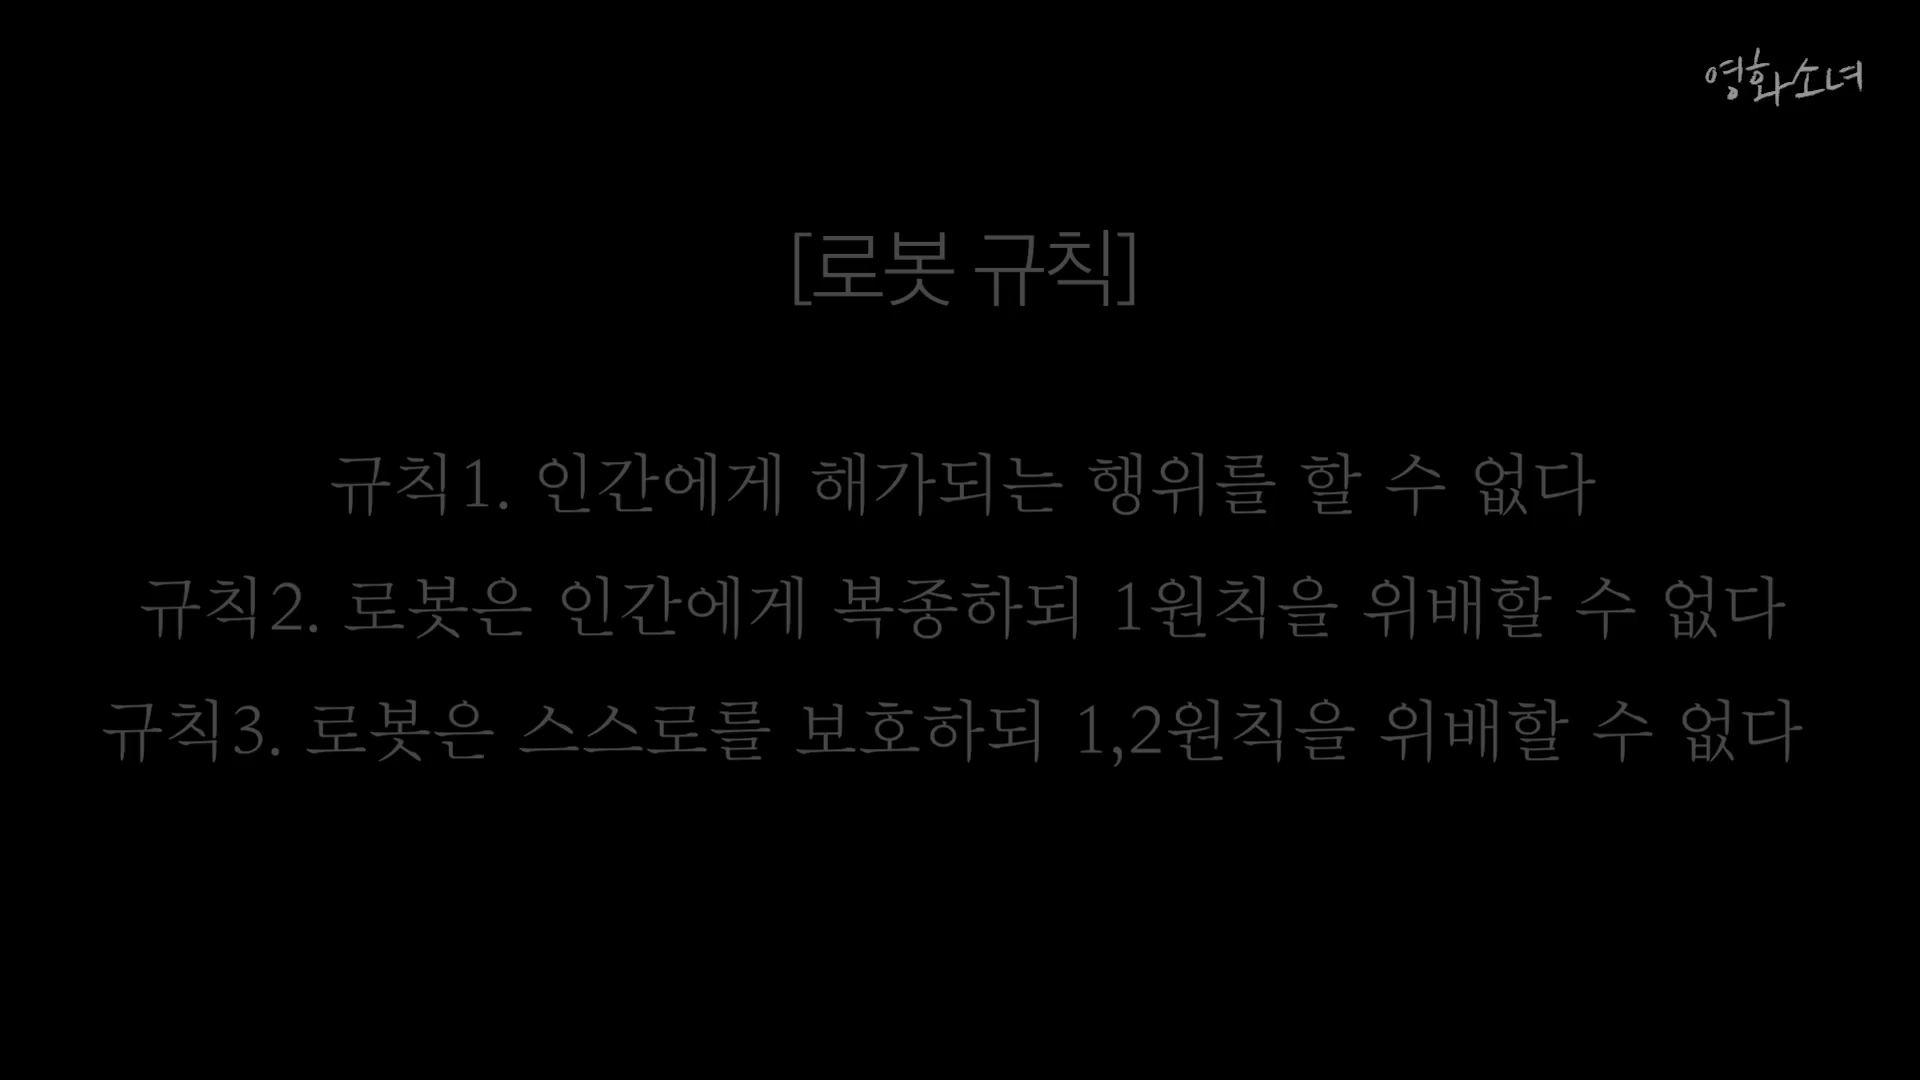 영화소녀
[로봇 규칙]
규칙1. 인간에게 해가되는 행위를 할 수 없다
규칙2. 로봇은 인간에게 복종하되 1원칙을 위배할 수 없다
규칙3. 로봇은 스스로를 보호하되 1,2원칙을 위배할 수 없다